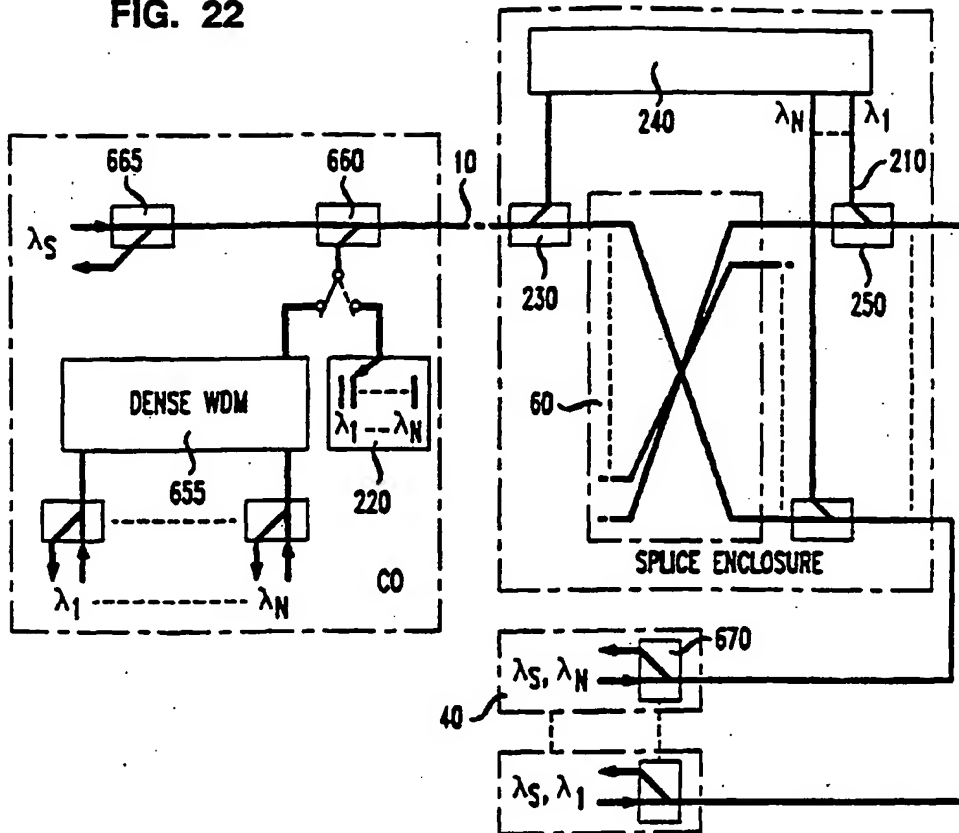 FIG. 22
665
660
10
λS
230
240
λN
λ1
210
250
60
DENSE WDM
655
λ1 -- λN
220
λ1
λN
CO
SPLICE ENCLOSURE
670
λS, λN
40
λS, λ1